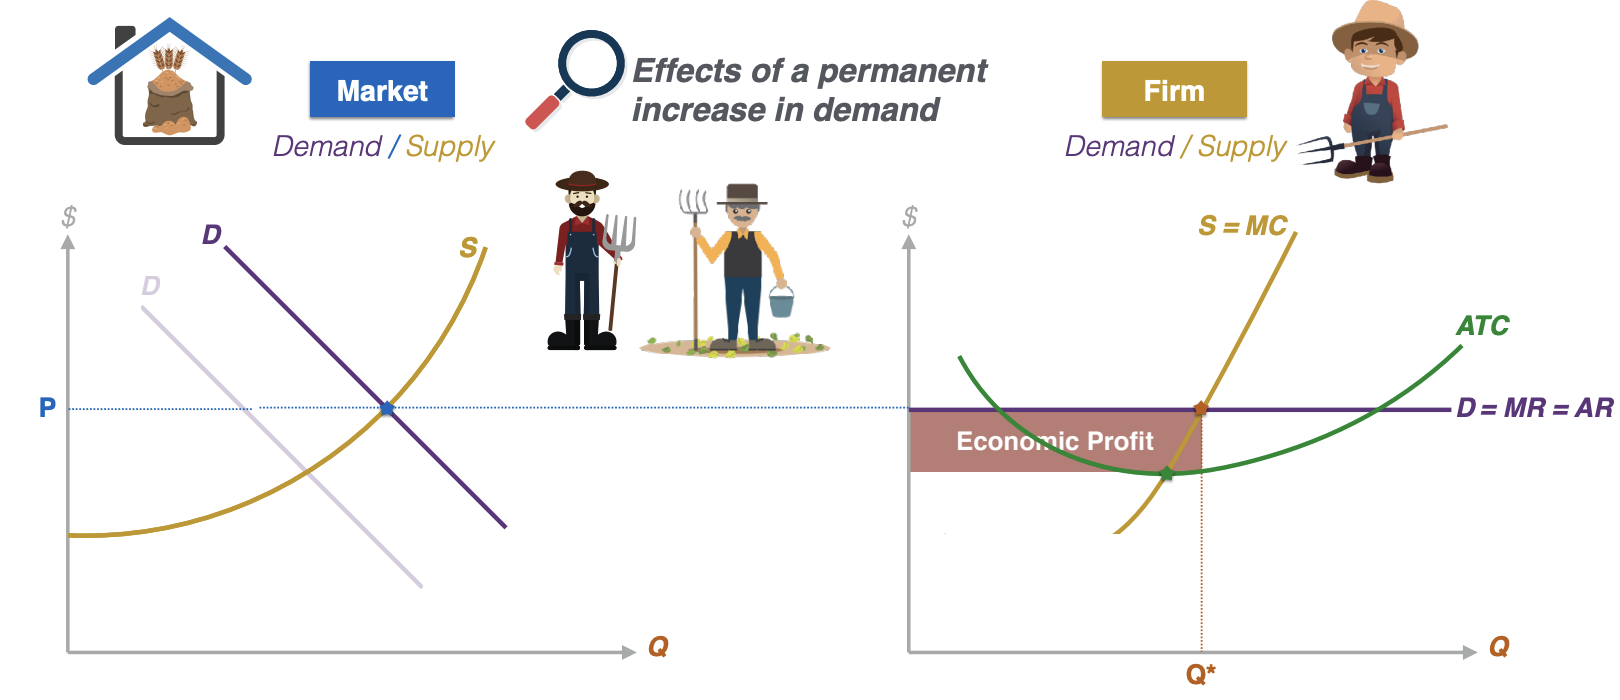 Market
Demand / Supply
Effects of a permanent
increase in demand
Firm
Demand / Supply
$
D
D
S
P
Q
$
S = MC
ATC
D = MR = AR
Economic Profit
Q
Q*